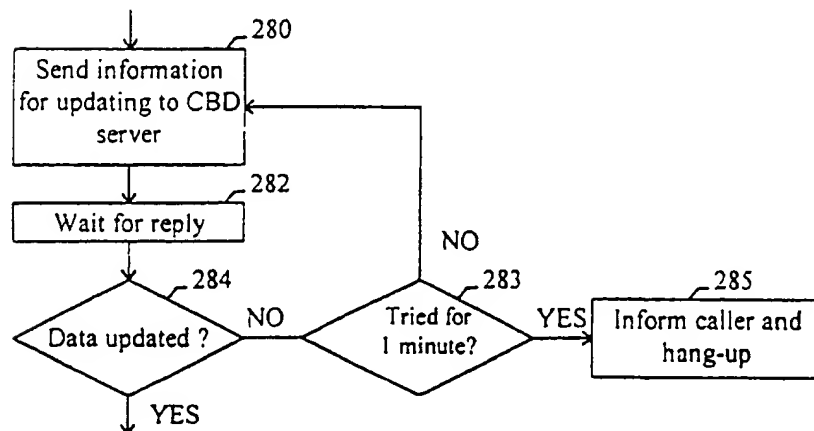 280
Send information
for updating to CBD
server
282
Wait for reply
284
Data updated ?
NO
NO
283
Tried for
1 minute?
YES
285
Inform caller and
hang-up
YES